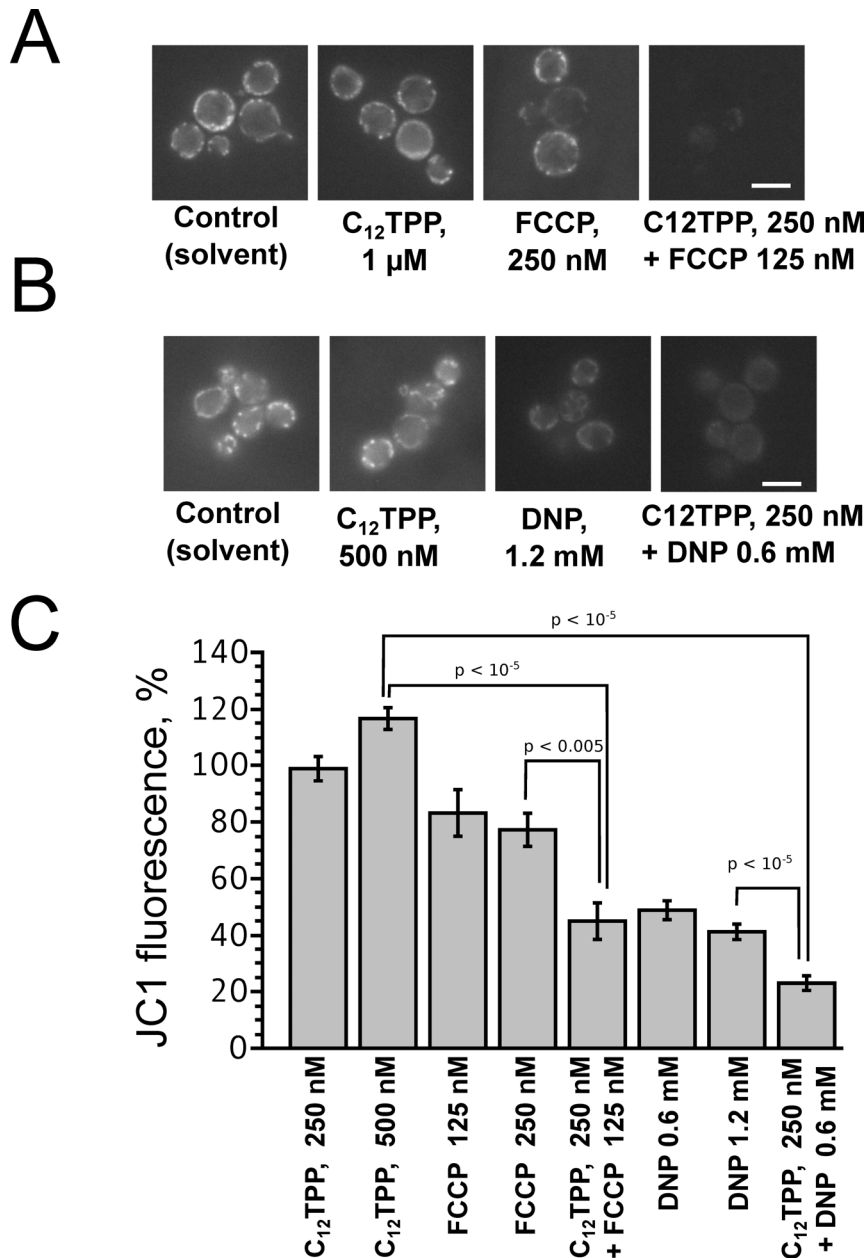 A
Control
(solvent)
C₁₂TPP,
1 µM
FCCP,
250 nM
C12TPP, 250 nM
+ FCCP 125 nM
B
Control
(solvent)
C₁₂TPP,
500 nM
DNP,
1.2 mM
C12TPP, 250 nM
+ DNP 0.6 mM
C
JC1 fluorescence, %
140
120
100
80
60
40
20
0
p < 10⁻⁵
p < 10⁻⁵
p < 0.005
p < 10⁻⁵
C₁₂TPP, 250 nM
C₁₂TPP, 500 nM
FCCP 125 nM
FCCP 250 nM
C₁₂TPP, 250 nM
+ FCCP 125 nM
DNP 0.6 mM
DNP 1.2 mM
C₁₂TPP, 250 nM
+ DNP 0.6 mM